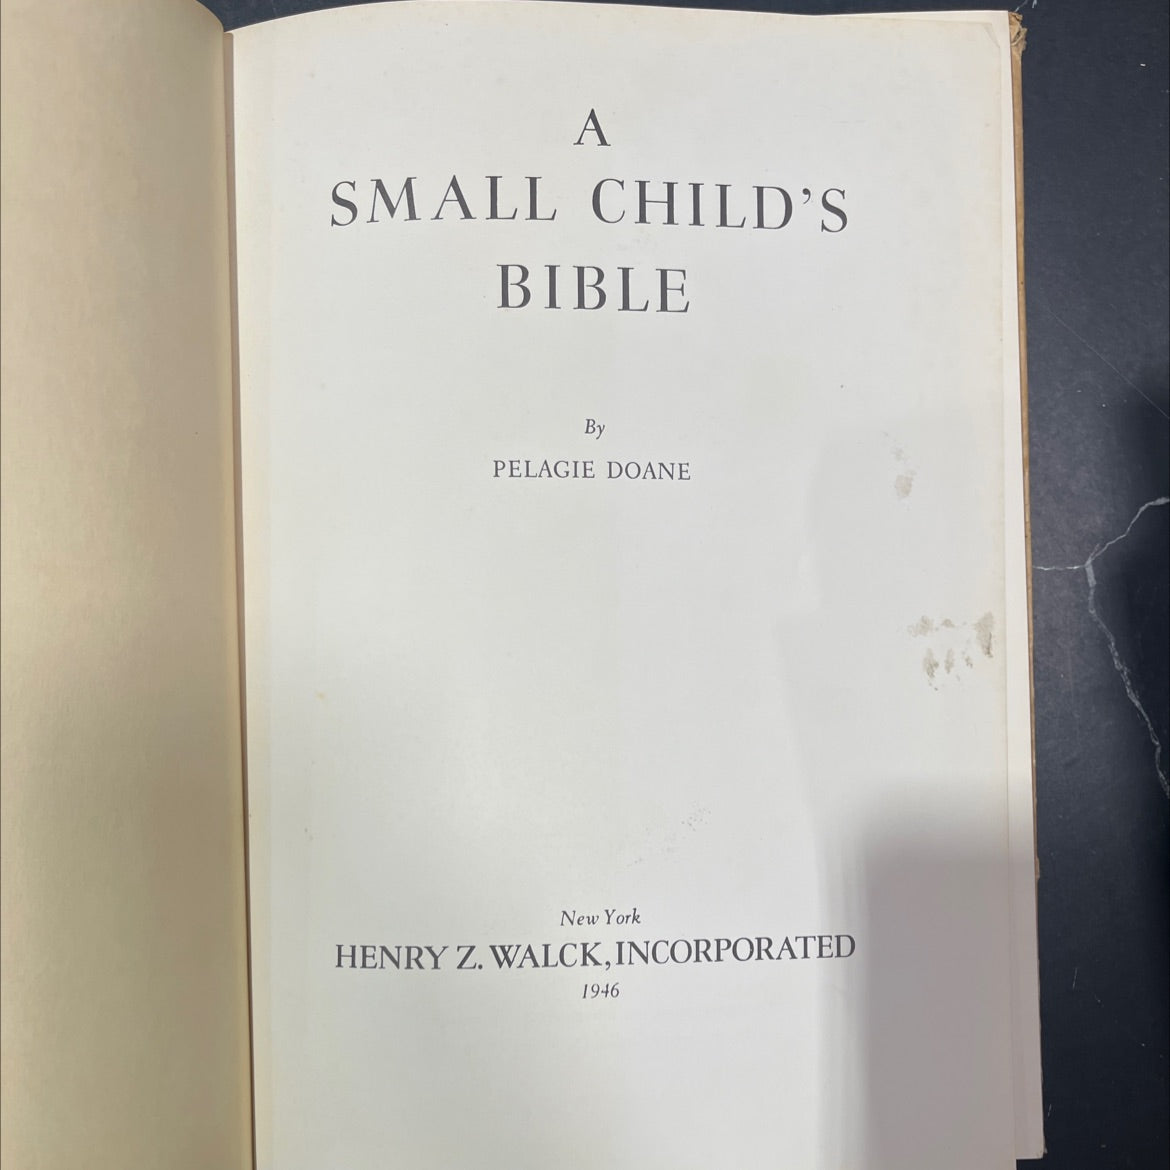 A
SMALL CHILD'S
BIBLE
By
PELAGIE DOANE
New York
HENRY Z. WALCK, INCORPORATED
1946